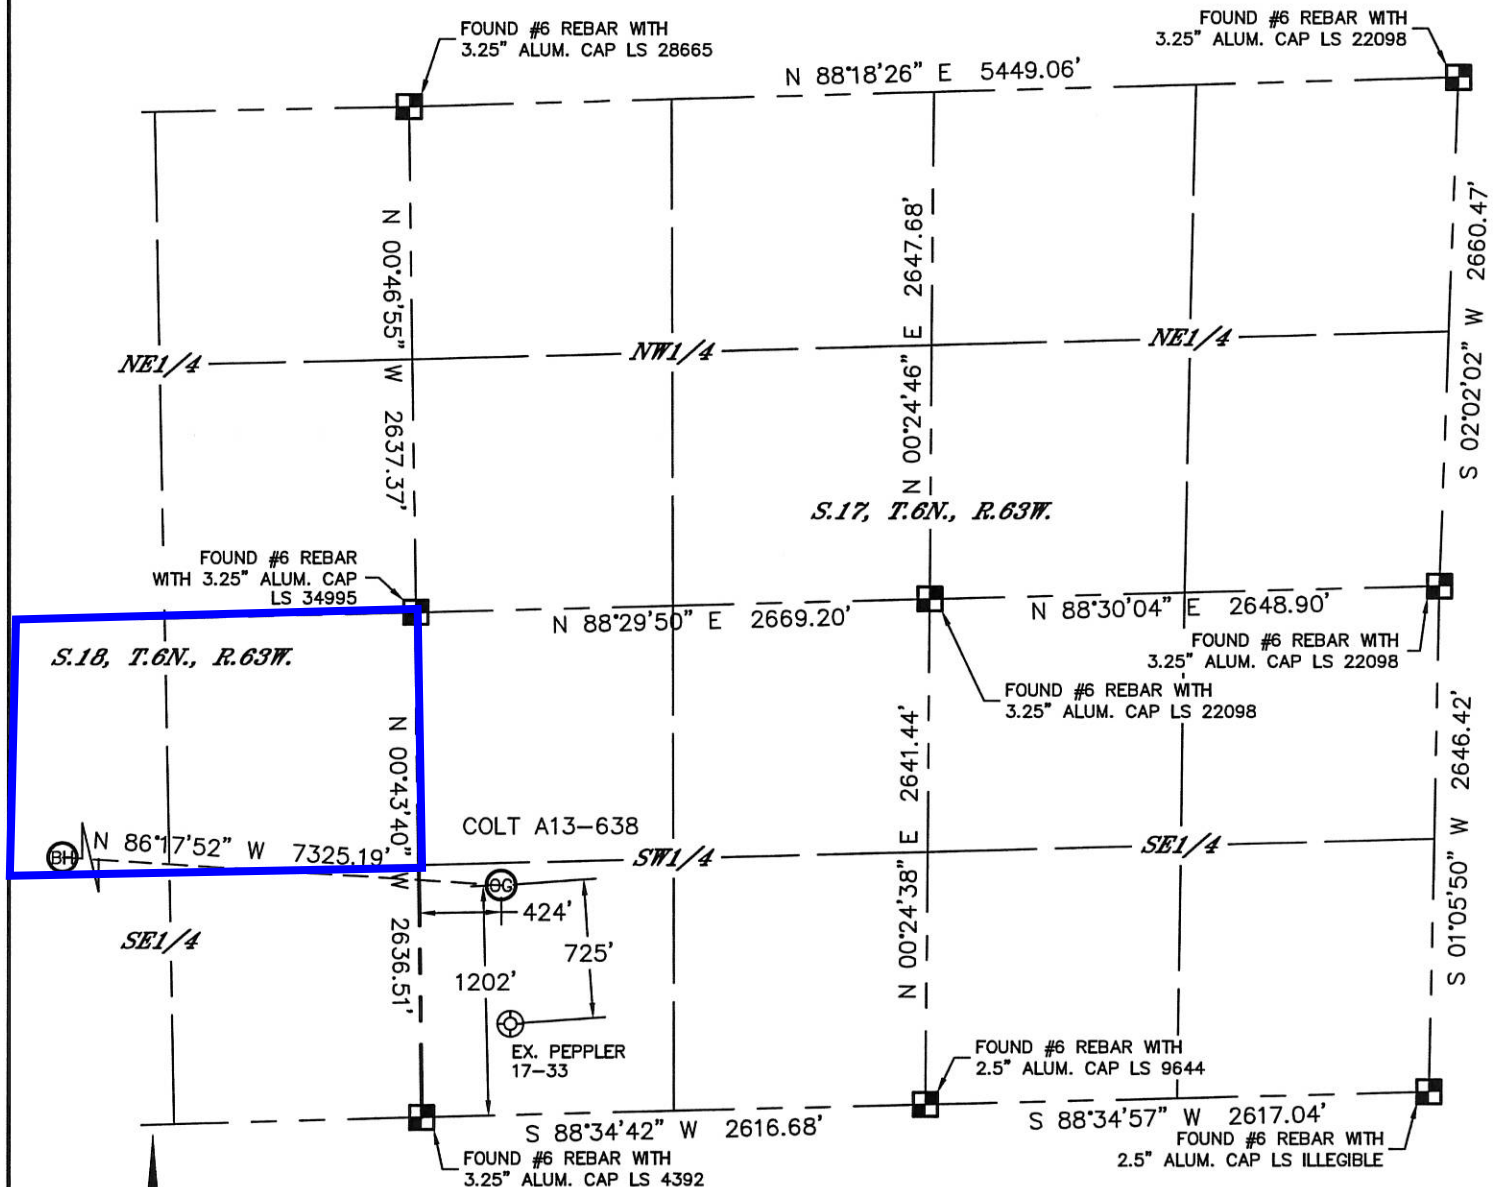 FOUND #6 REBAR WITH
3.25" ALUM. CAP LS 28665
FOUND #6 REBAR WITH
3.25" ALUM. CAP LS 22098
N 88°18'26" E 5449.06'
N 00°46'55" W 2637.37'
N 00°24'46" E 2647.68'
S 02°02'02" W 2660.47'
NE1/4
NW1/4
NE1/4
S.17, T.6N., R.63W.
FOUND #6 REBAR
WITH 3.25" ALUM. CAP
LS 34995
N 88°29'50" E 2669.20'
N 88°30'04" E 2648.90'
FOUND #6 REBAR WITH
3.25" ALUM. CAP LS 22098
S.18, T.6N., R.63W.
FOUND #6 REBAR WITH
3.25" ALUM. CAP LS 22098
N 00°43'40" W 2636.51'
N 00°24'38" E 2641.44'
S 01°05'50" W 2646.42'
COLT A13-638
BH
N 86°17'52" W 7325.19'
SW1/4
SE1/4
OG
424'
SE1/4
725'
1202'
EX. PEPPLER
17-33
FOUND #6 REBAR WITH
2.5" ALUM. CAP LS 9644
S 88°34'42" W 2616.68'
S 88°34'57" W 2617.04'
FOUND #6 REBAR WITH
2.5" ALUM. CAP LS ILLEGIBLE
FOUND #6 REBAR WITH
3.25" ALUM. CAP LS 4392